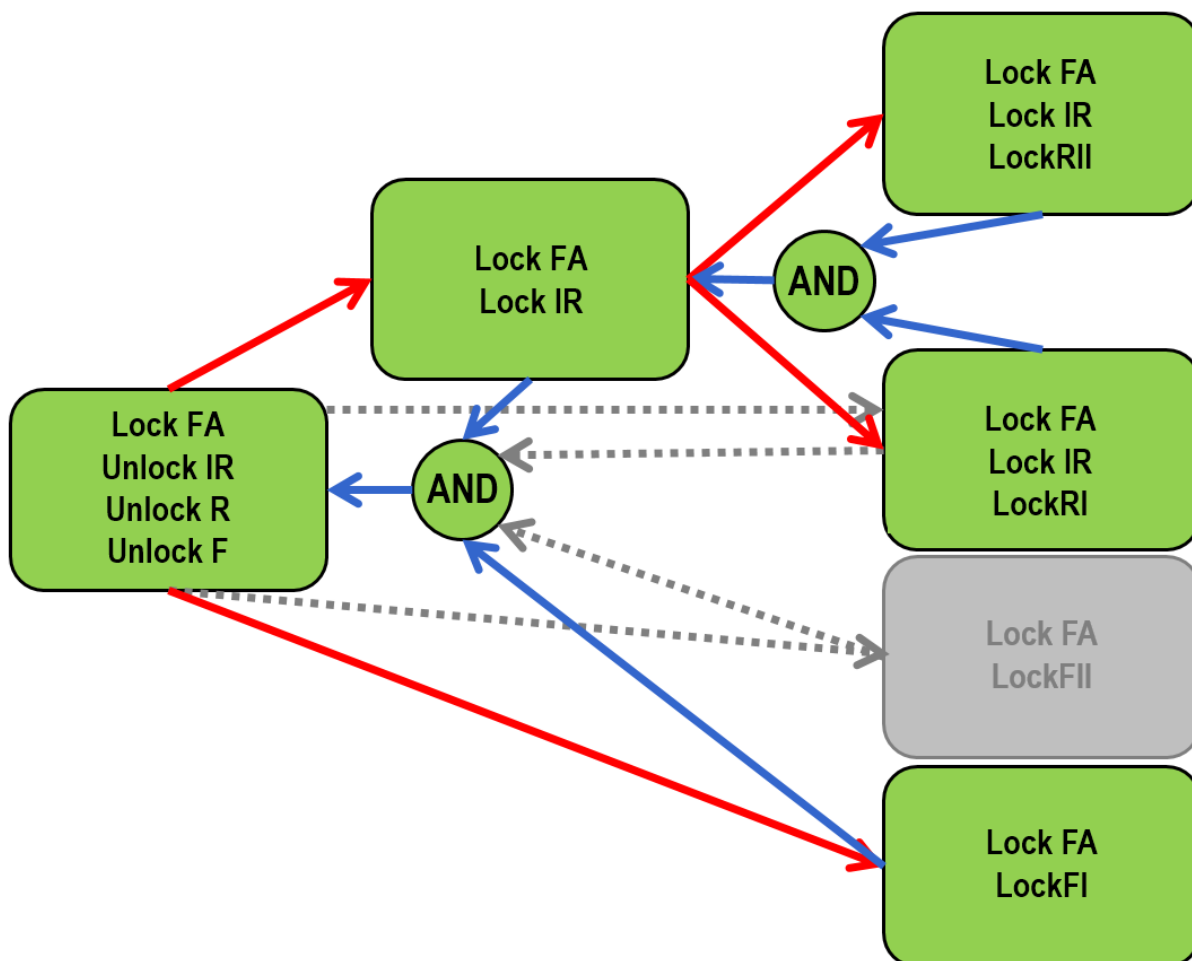 Lock FA
Lock IR
LockRII
Lock FA
Lock IR
AND
Lock FA
Unlock IR
Unlock R
Unlock F
AND
Lock FA
Lock IR
LockRI
Lock FA
LockFII
Lock FA
LockFI